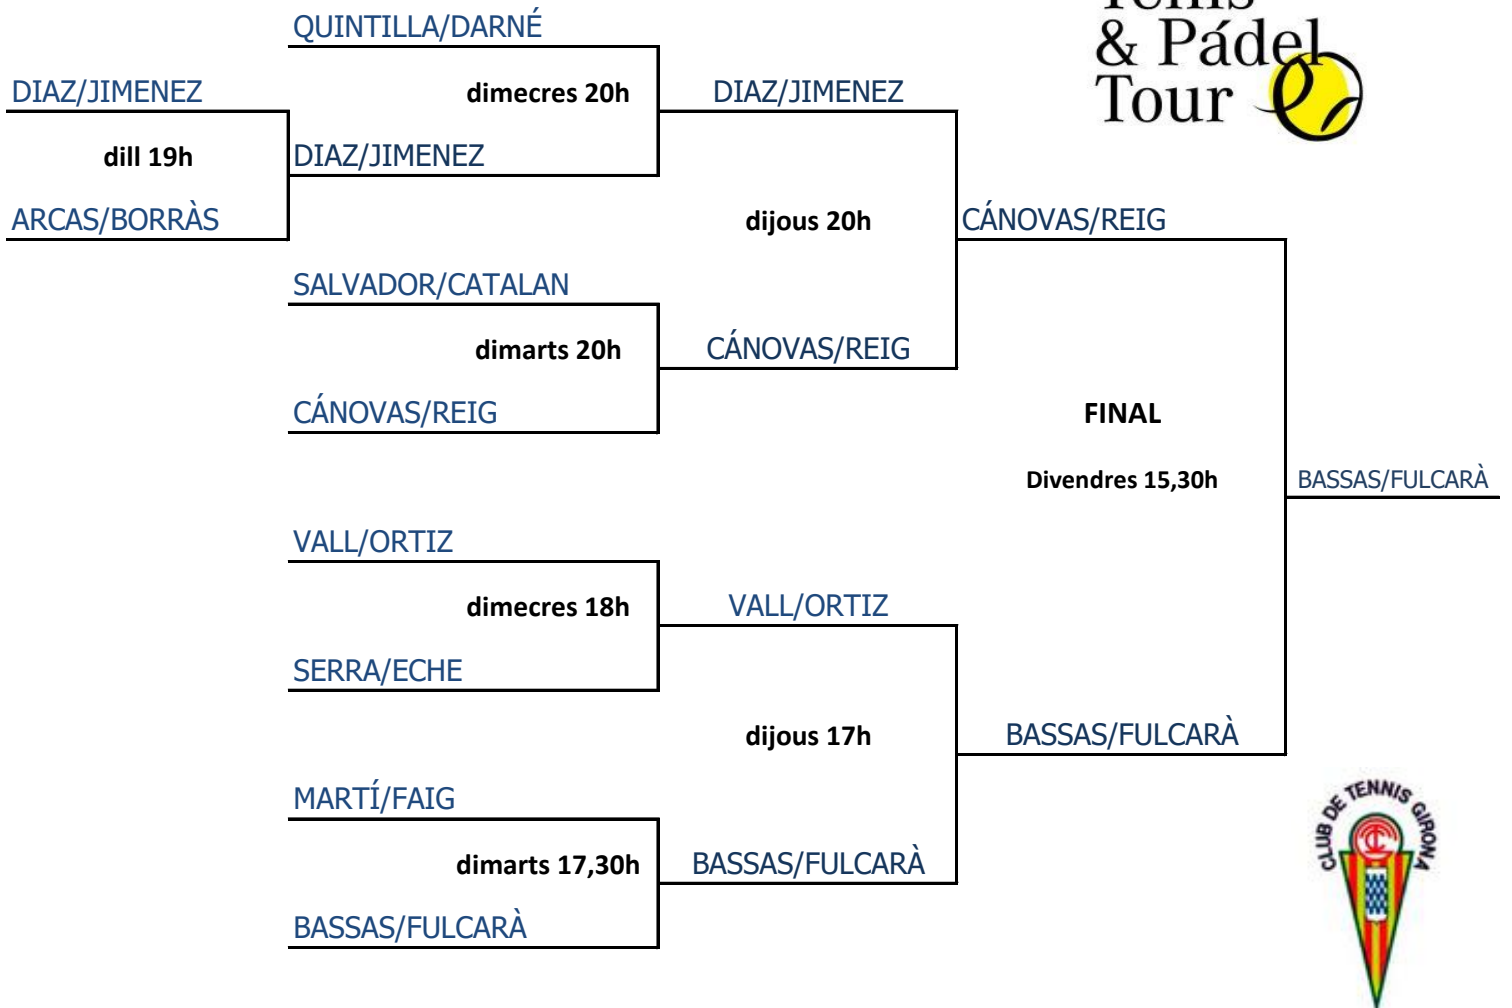 Tenis
& Pádel
Tour
QUINTILLA/DARNÉ
DIAZ/JIMENEZ
dimecres 20h
DIAZ/JIMENEZ
dill 19h
DIAZ/JIMENEZ
ARCAS/BORRÀS
dijous 20h
CÁNOVAS/REIG
SALVADOR/CATALAN
dimarts 20h
CÁNOVAS/REIG
CÁNOVAS/REIG
FINAL
Divendres 15,30h
BASSAS/FULCARÀ
VALL/ORTIZ
dimecres 18h
VALL/ORTIZ
SERRA/ECHE
dijous 17h
BASSAS/FULCARÀ
MARTÍ/FAIG
dimarts 17,30h
BASSAS/FULCARÀ
BASSAS/FULCARÀ
CLUB DE TENNIS GIRONA